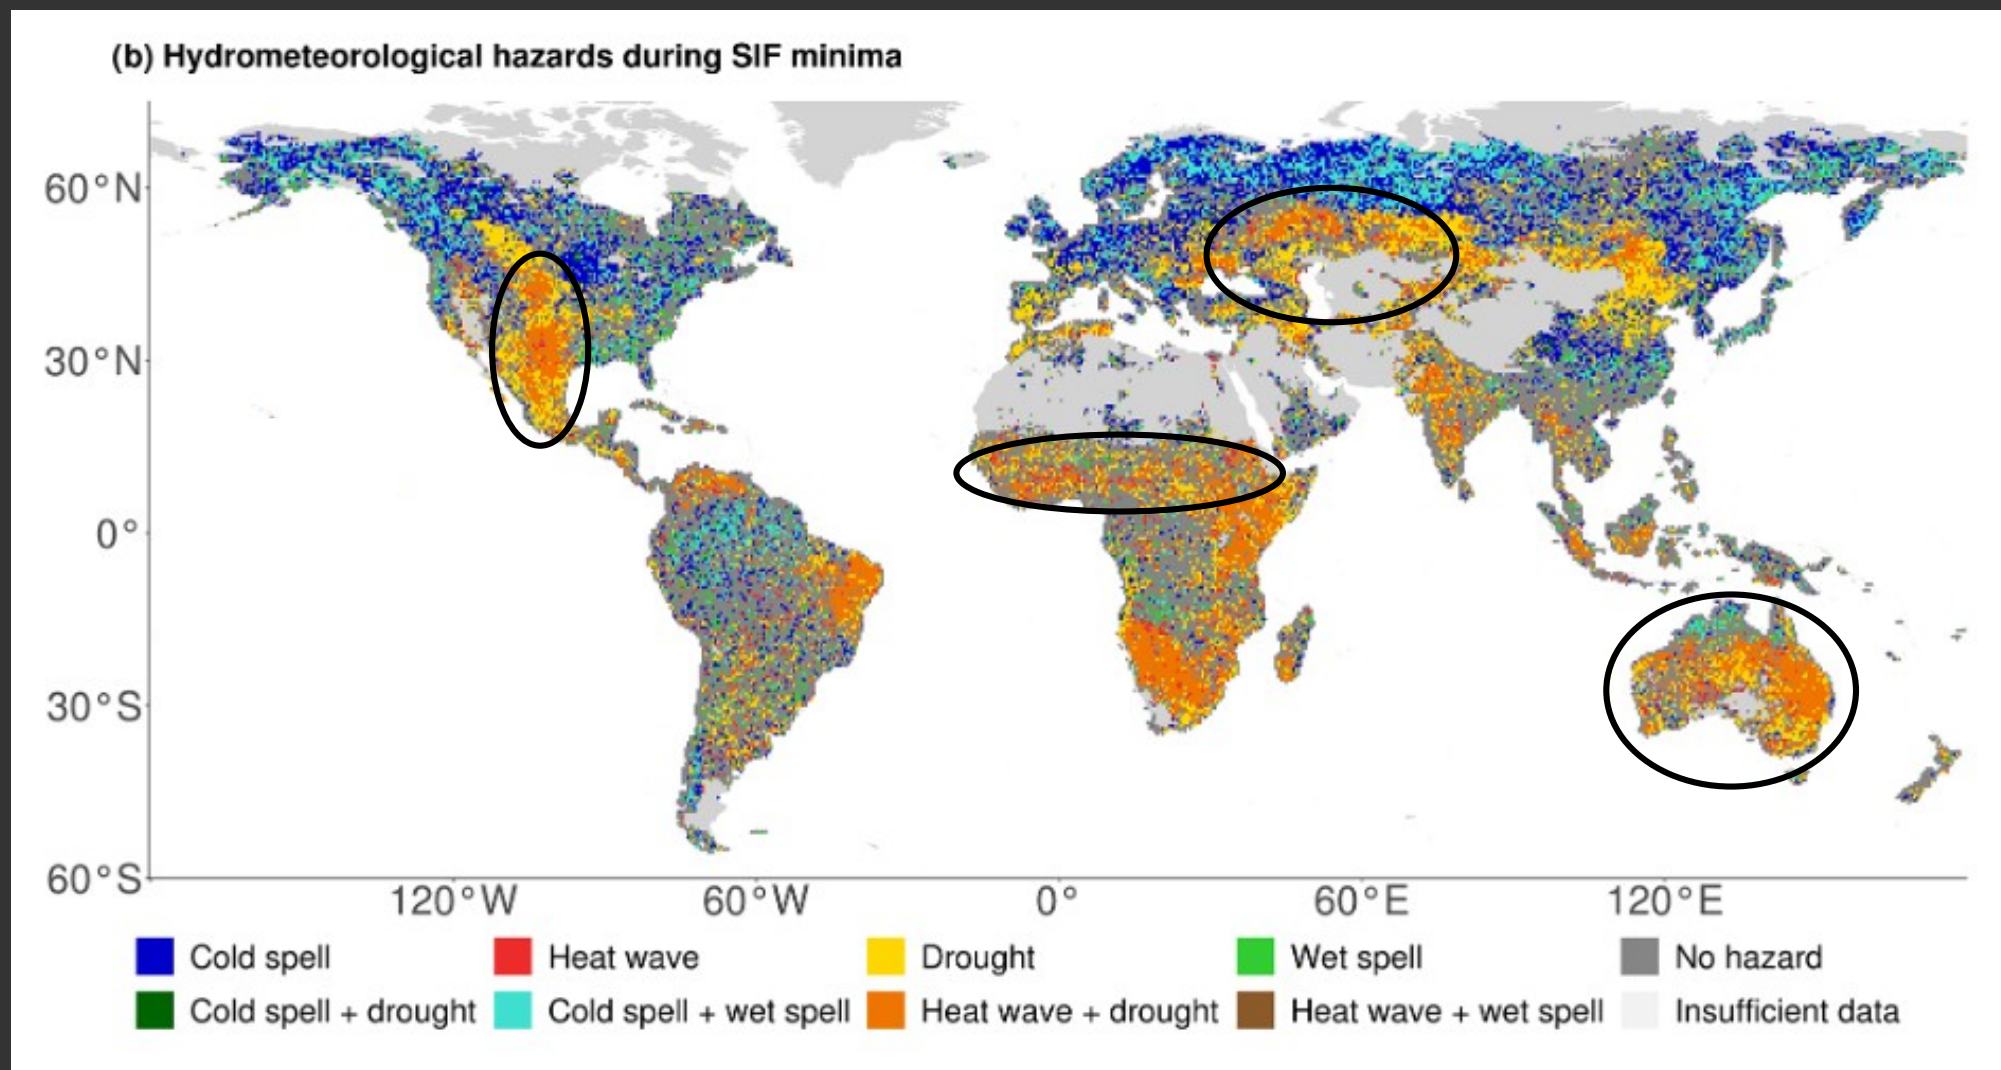 (b) Hydrometeorological hazards during SIF minima
60°N
30°N
0°
30°S
60°S
120°W 60°W 0° 60°E 120°E
Cold spell Heat wave Drought Wet spell No hazard
Cold spell + drought Cold spell + wet spell Heat wave + drought Heat wave + wet spell Insufficient data